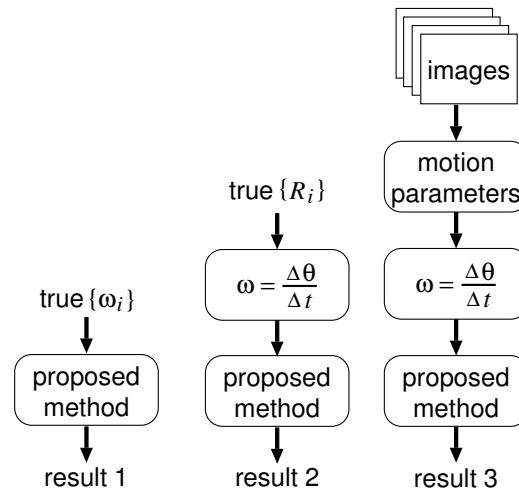 true {ωᵢ}
proposed
method
result 1
true {Rᵢ}
ω = Δθ / Δt
proposed
method
result 2
images
motion
parameters
ω = Δθ / Δt
proposed
method
result 3